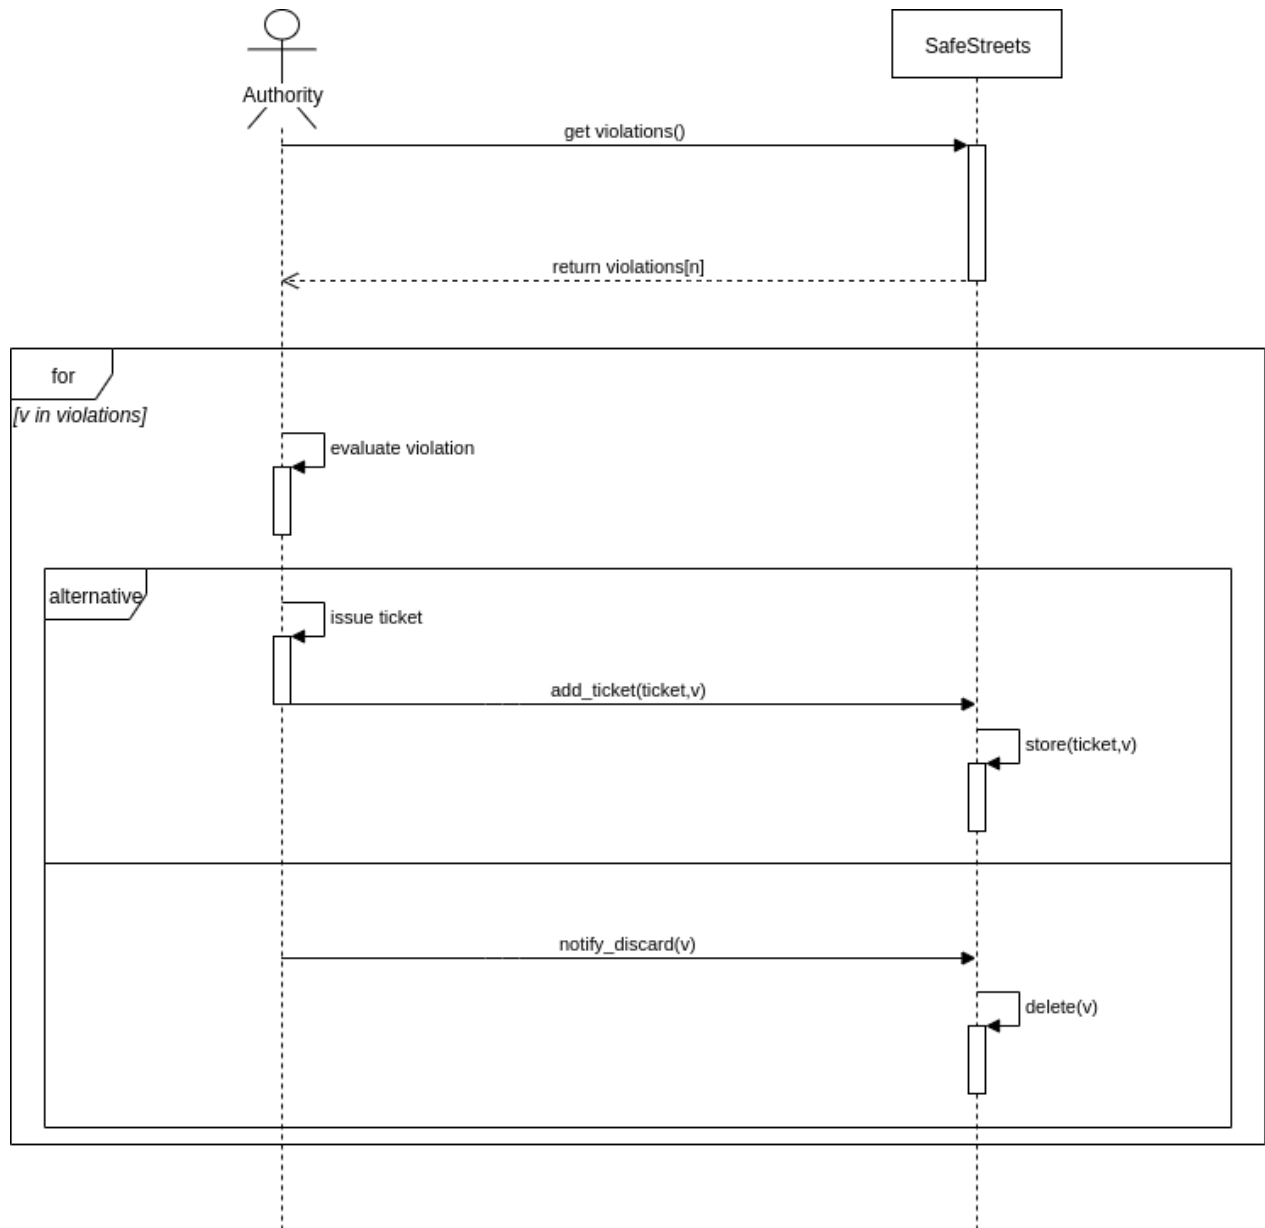 Authority
SafeStreets
get violations()
return violations[n]
for
[v in violations]
evaluate violation
alternative
issue ticket
add_ticket(ticket,v)
store(ticket,v)
notify_discard(v)
delete(v)